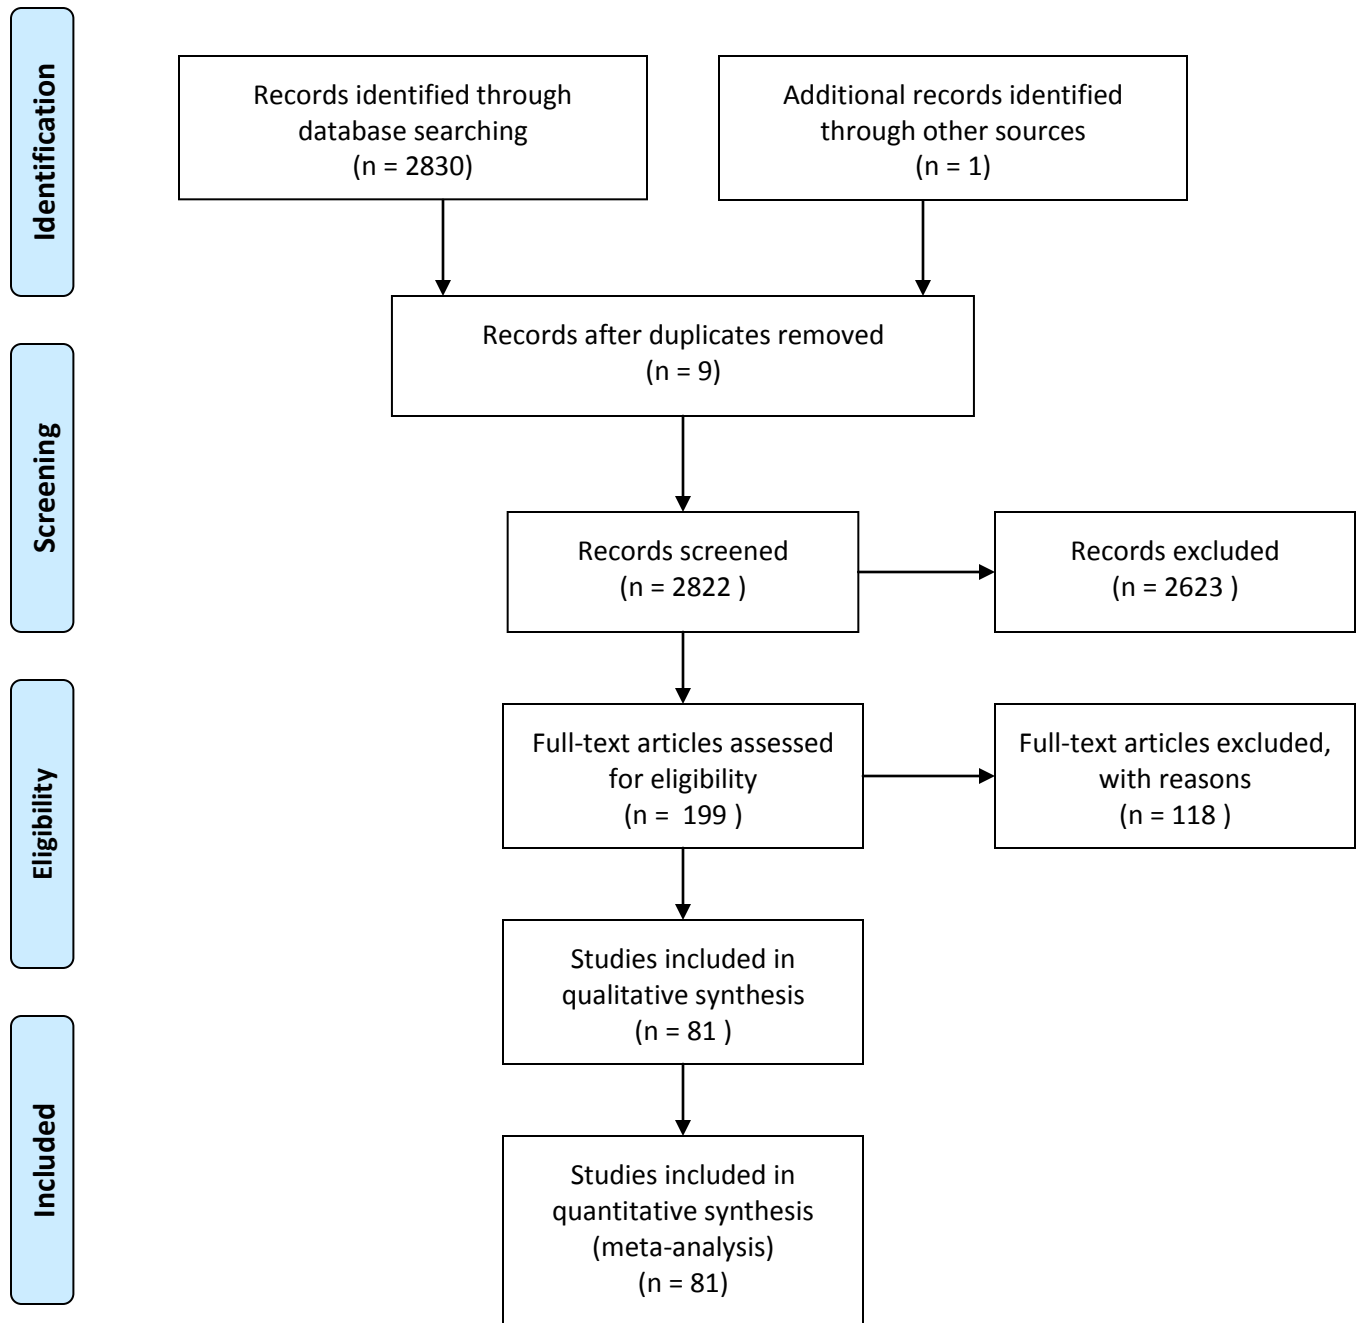 Identification
Records identified through
database searching
(n = 2830)
Additional records identified
through other sources
(n = 1)
Records after duplicates removed
(n = 9)
Screening
Records screened
(n = 2822 )
Records excluded
(n = 2623 )
Eligibility
Full-text articles assessed
for eligibility
(n =  199 )
Full-text articles excluded,
with reasons
(n = 118 )
Studies included in
qualitative synthesis
(n = 81 )
Included
Studies included in
quantitative synthesis
(meta-analysis)
(n = 81)